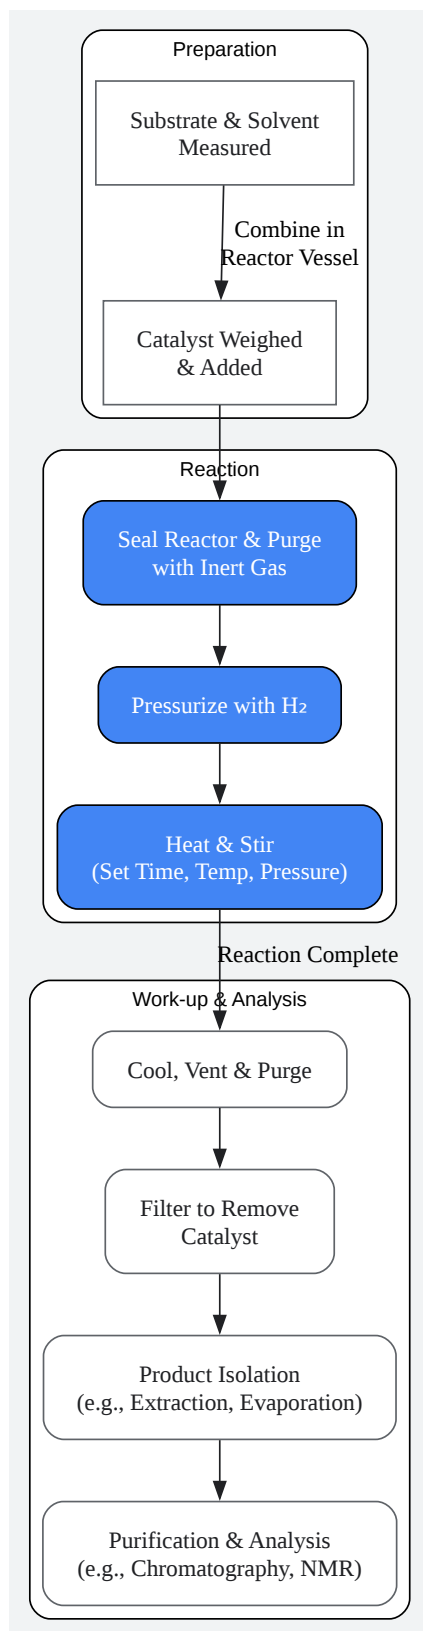 Preparation
Substrate & Solvent
Measured
Combine in
Reactor Vessel
Catalyst Weighed
& Added
Reaction
Seal Reactor & Purge
with Inert Gas
Pressurize with H₂
Heat & Stir
(Set Time, Temp, Pressure)
Reaction Complete
Work-up & Analysis
Cool, Vent & Purge
Filter to Remove
Catalyst
Product Isolation
(e.g., Extraction, Evaporation)
Purification & Analysis
(e.g., Chromatography, NMR)